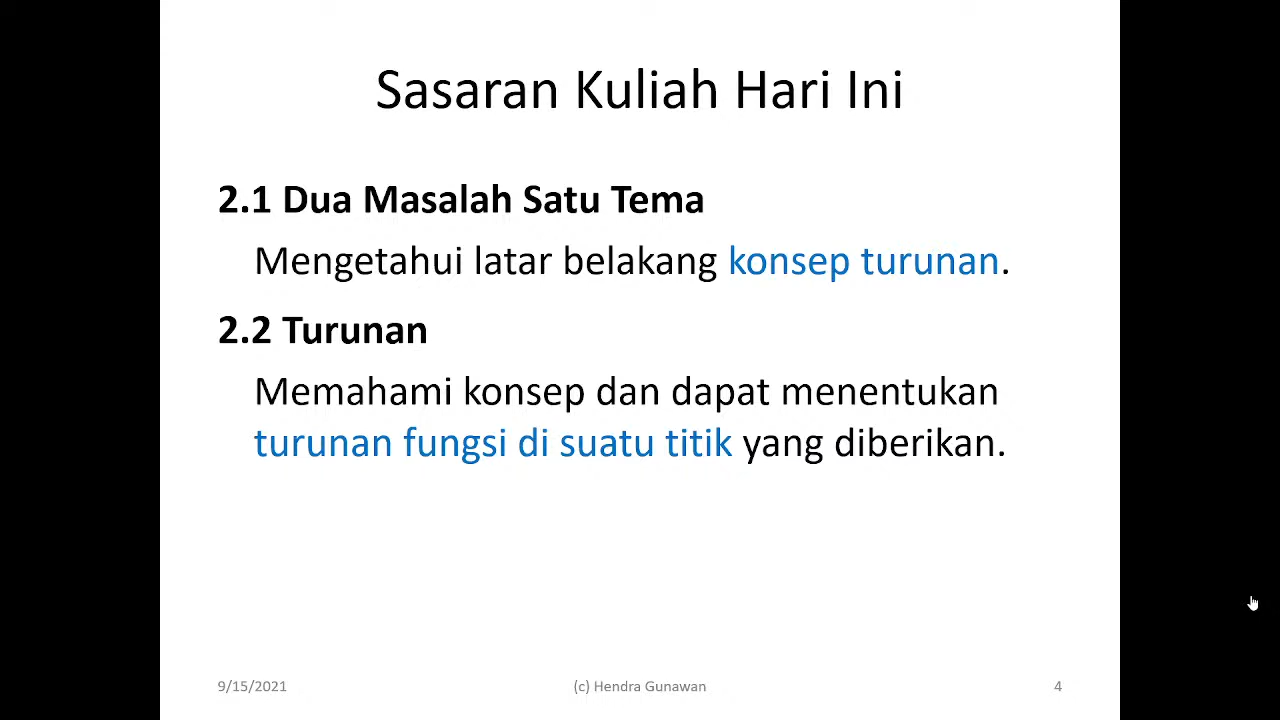 Sasaran Kuliah Hari Ini
2.1 Dua Masalah Satu Tema
Mengetahui latar belakang konsep turunan.
2.2 Turunan
Memahami konsep dan dapat menentukan
turunan fungsi di suatu titik yang diberikan.
9/15/2021
(c) Hendra Gunawan
4